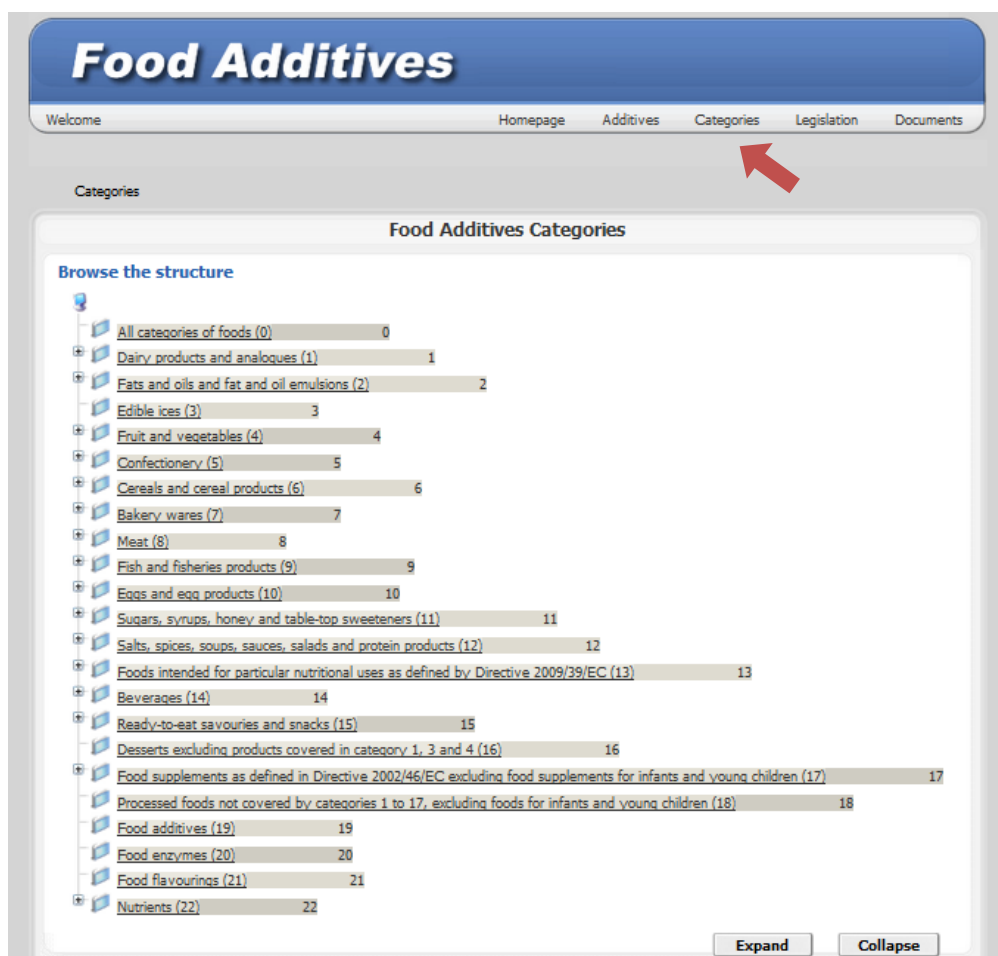 Food Additives
Welcome Homepage Additives Categories Legislation Documents
Categories
Food Additives Categories
Browse the structure
All categories of foods (0) 0
Dairy products and analogues (1) 1
Fats and oils and fat and oil emulsions (2) 2
Edible ices (3) 3
Fruit and vegetables (4) 4
Confectionery (5) 5
Cereals and cereal products (6) 6
Bakery wares (7) 7
Meat (8) 8
Fish and fisheries products (9) 9
Eggs and egg products (10) 10
Sugars, syrups, honey and table-top sweeteners (11) 11
Salts, spices, soups, sauces, salads and protein products (12) 12
Foods intended for particular nutritional uses as defined by Directive 2009/39/EC (13) 13
Beverages (14) 14
Ready-to-eat savouries and snacks (15) 15
Desserts excluding products covered in category 1, 3 and 4 (16) 16
Food supplements as defined in Directive 2002/46/EC excluding food supplements for infants and young children (17) 17
Processed foods not covered by categories 1 to 17, excluding foods for infants and young children (18) 18
Food additives (19) 19
Food enzymes (20) 20
Food flavourings (21) 21
Nutrients (22) 22
Expand Collapse